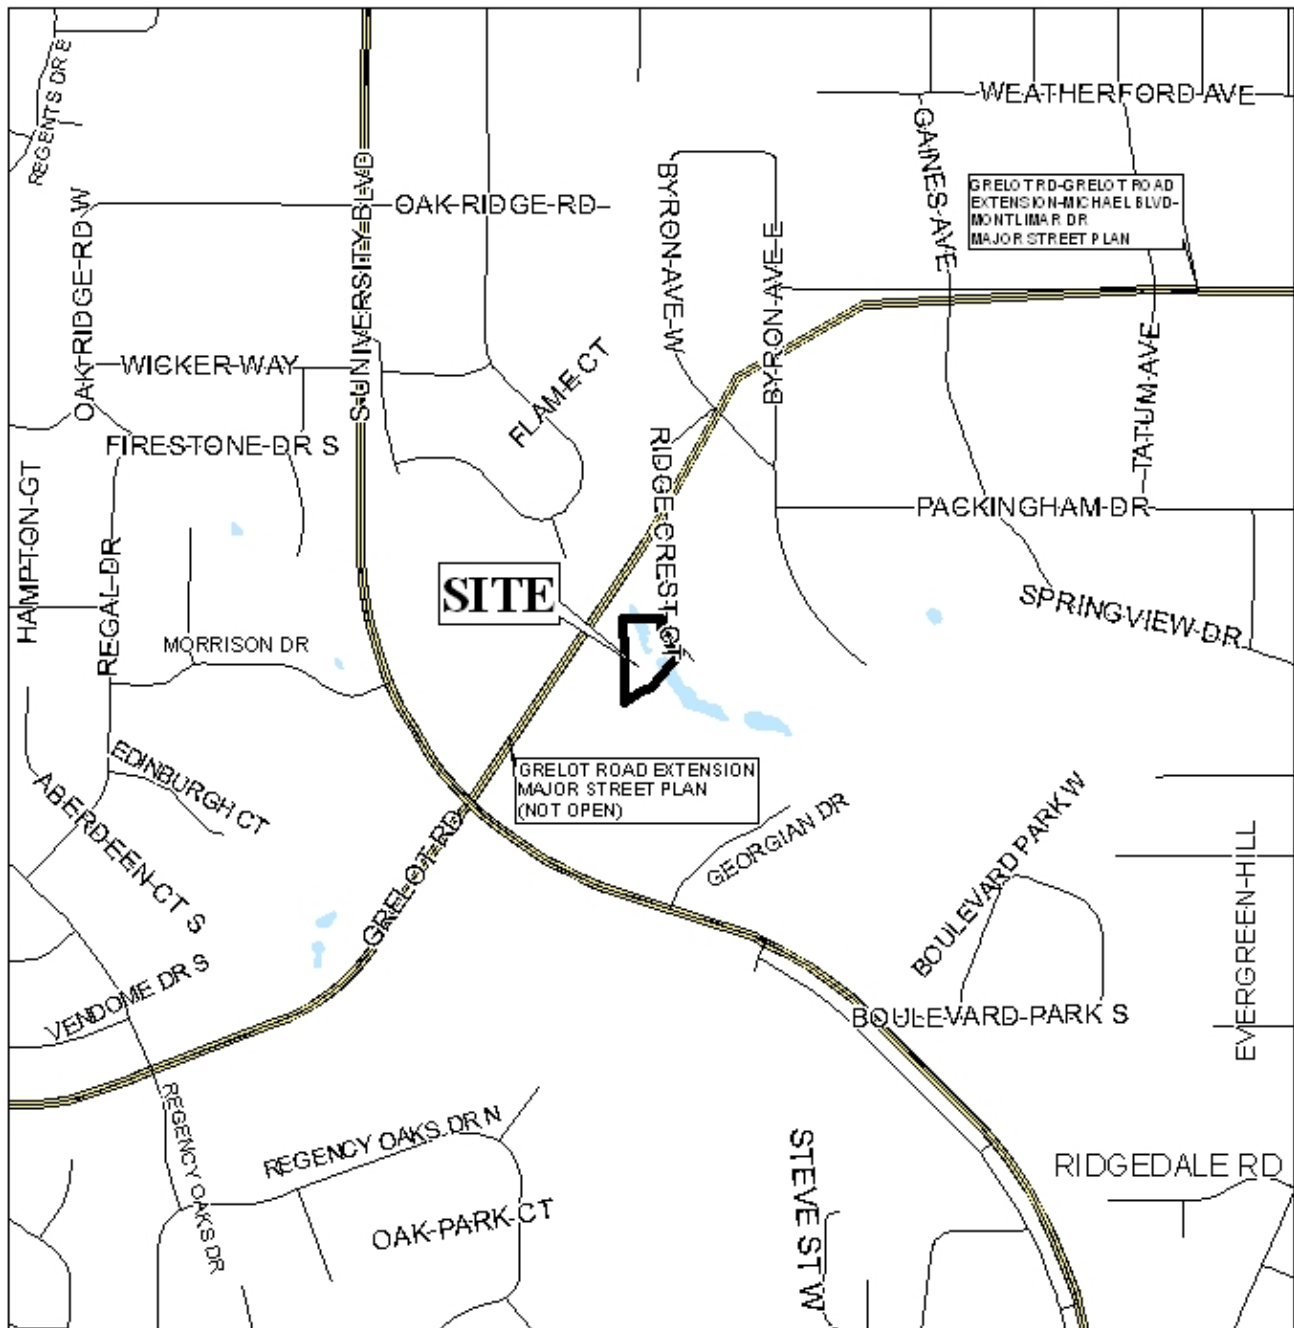 REGENTS DR E
WEATHERFORD AVE
GAINES-AVE
GRELOT RD-GRELOT ROAD
EXTENSION-MICHAEL BLVD-
MONTLIMAR DR
MAJOR STREET PLAN
OAK-RIDGE-RD-W
S-UNIVERSITY-BLVD
OAK-RIDGE-RD-
BYRON-AVE-W
BYRON-AVE-E
WICKER-WAY
FLAME CT
TATUM-AVE
FIRESTONE-DR S
RIDGECREST-CT
HAMPTON-GT
REGAL-DR
PACKINGHAM-DR
SITE
SPRINGVIEW-DR
MORRISON DR
EDINBURGH CT
ABERDEEN-CT S
GRELOT ROAD EXTENSION
MAJOR STREET PLAN
(NOT OPEN)
GRELOT-RD
GEORGIAN DR
BOULEVARD PARK W
EVERGREEN-HILL
VENDOME DR S
BOULEVARD-PARK S
REGENCY OAKS DR
REGENCY OAKS DR N
OAK-PARK-CT
STEVE ST W
RIDGEDALE RD